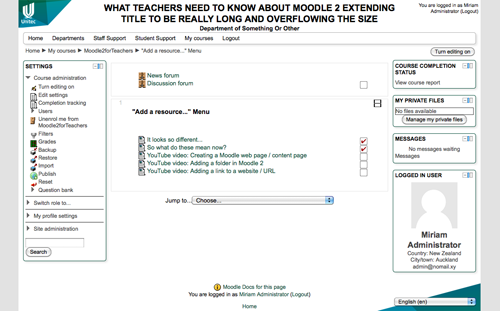 Unitec
WHAT TEACHERS NEED TO KNOW ABOUT MOODLE 2 EXTENDING
TITLE TO BE REALLY LONG AND OVERFLOWING THE SIZE
Department of Something Or Other
You are logged in as Miriam
Administrator (Logout)
Home Departments Staff Support Student Support My courses Logout
Home ► My courses ► Moodle2forTeachers ► "Add a resource..." Menu
Turn editing on
SETTINGS
Course administration
Turn editing on
Edit settings
Completion tracking
Users
Unenrol me from
Moodle2forTeachers
Filters
Grades
Backup
Restore
Import
Publish
Reset
Question bank
Switch role to...
My profile settings
Site administration
Search
News forum
Discussion forum
1
"Add a resource..." Menu
It looks so different...
So what do these mean now?
YouTube video: Creating a Moodle web page / content page
YouTube video: Adding a folder in Moodle 2
YouTube video: Adding a link to a website / URL
Jump to... Choose...
COURSE COMPLETION
STATUS
View course report
MY PRIVATE FILES
No files available
Manage my private files
MESSAGES
No messages waiting
Messages
LOGGED IN USER
Miriam
Administrator
Country: New Zealand
City/town: Auckland
admin@nomail.xy
Moodle Docs for this page
You are logged in as Miriam Administrator (Logout)
Home
English (en)